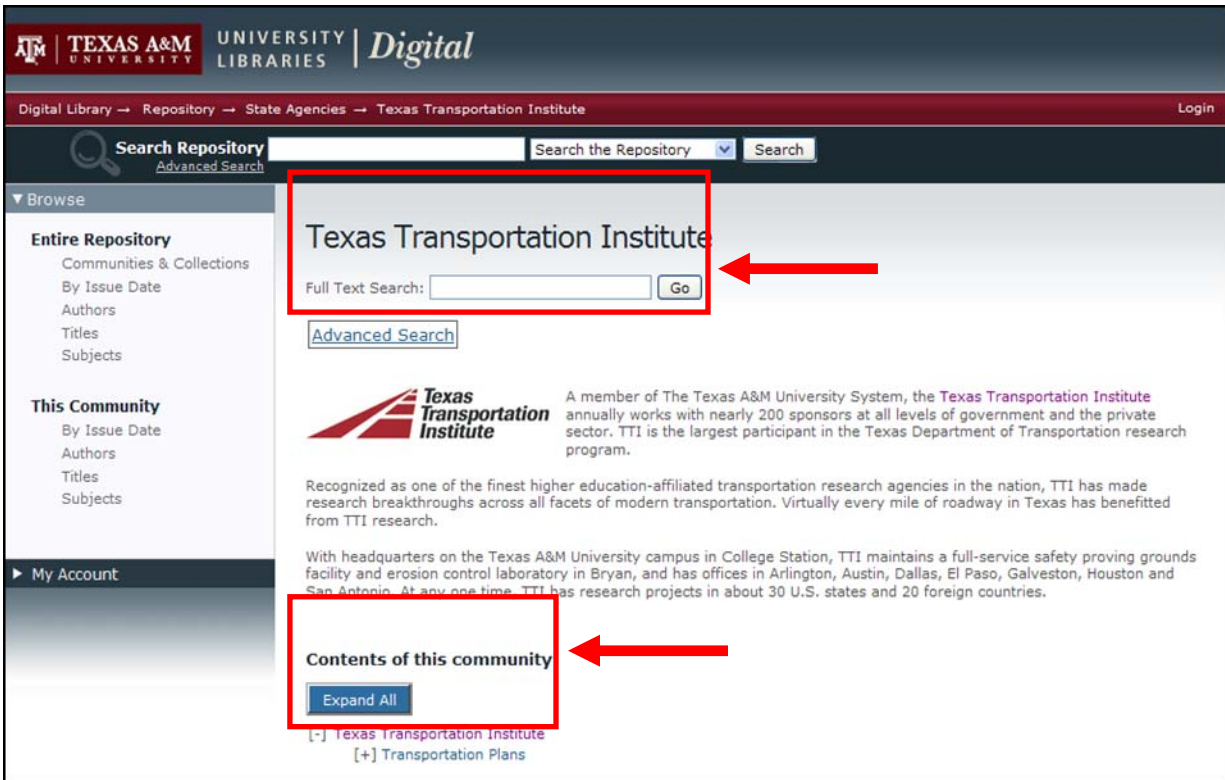 ĀM | TEXAS A&M UNIVERSITY
UNIVERSITY LIBRARIES | Digital
Digital Library → Repository → State Agencies → Texas Transportation Institute
Login
Search Repository
Search the Repository
Search
Advanced Search
▼ Browse
Entire Repository
Communities & Collections
By Issue Date
Authors
Titles
Subjects
This Community
By Issue Date
Authors
Titles
Subjects
► My Account
Texas Transportation Institute
Full Text Search:
Go
Advanced Search
Texas
Transportation
Institute
A member of The Texas A&M University System, the Texas Transportation Institute
annually works with nearly 200 sponsors at all levels of government and the private
sector. TTI is the largest participant in the Texas Department of Transportation research
program.
Recognized as one of the finest higher education-affiliated transportation research agencies in the nation, TTI has made
research breakthroughs across all facets of modern transportation. Virtually every mile of roadway in Texas has benefitted
from TTI research.
With headquarters on the Texas A&M University campus in College Station, TTI maintains a full-service safety proving grounds
facility and erosion control laboratory in Bryan, and has offices in Arlington, Austin, Dallas, El Paso, Galveston, Houston and
San Antonio. At any one time, TTI has research projects in about 30 U.S. states and 20 foreign countries.
Contents of this community
Expand All
[-] Texas Transportation Institute
[+] Transportation Plans